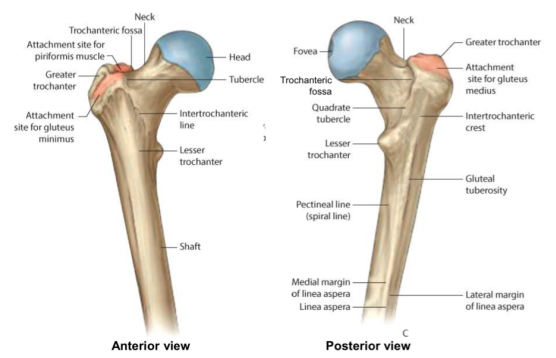 Neck
Trochanteric fossa
Attachment site for
piriformis muscle
Greater
trochanter
Attachment
site for gluteus
minimus
Head
Tubercle
Intertrochanteric
line
Lesser
trochanter
Shaft
Anterior view
Neck
Fovea
Trochanteric
fossa
Quadrate
tubercle
Lesser
trochanter
Pectineal line
(spiral line)
Medial margin
of linea aspera
Linea aspera
Greater trochanter
Attachment
site for gluteus
medius
Intertrochanteric
crest
Gluteal
tuberosity
Lateral margin
of linea aspera
C
Posterior view